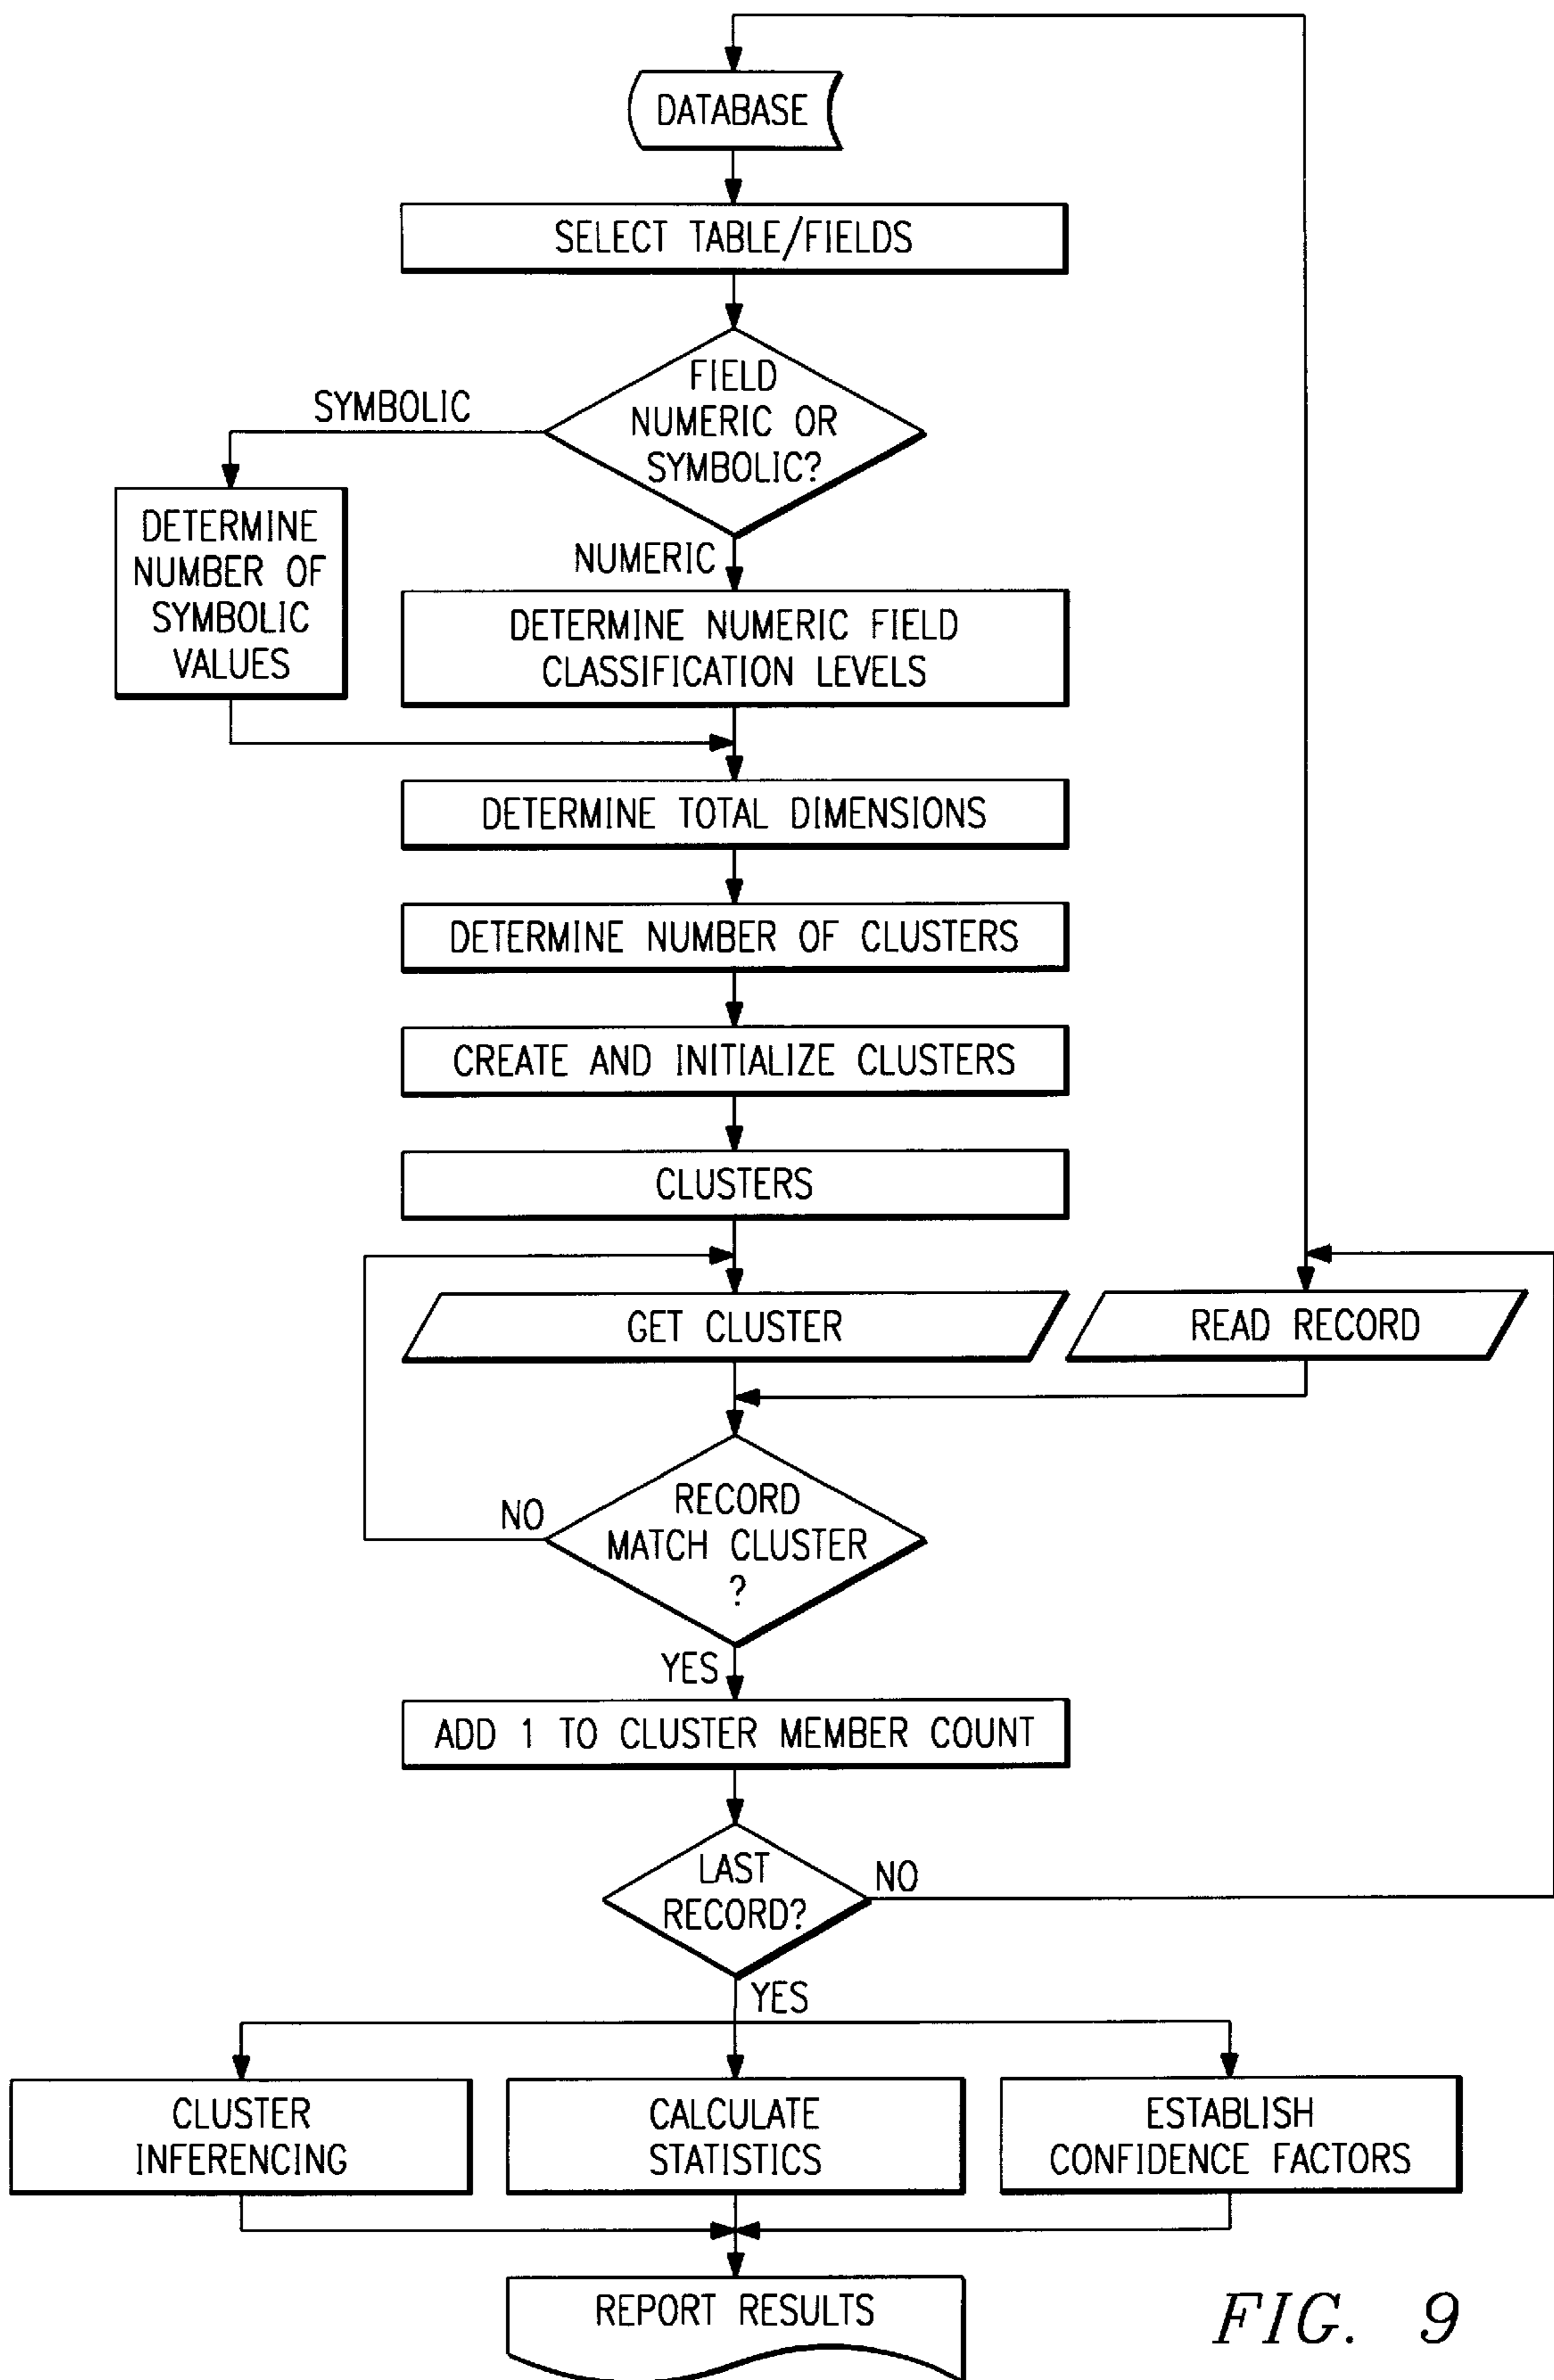 DATABASE
SELECT TABLE/FIELDS
FIELD
NUMERIC OR
SYMBOLIC?
SYMBOLIC
DETERMINE
NUMBER OF
SYMBOLIC
VALUES
NUMERIC
DETERMINE NUMERIC FIELD
CLASSIFICATION LEVELS
DETERMINE TOTAL DIMENSIONS
DETERMINE NUMBER OF CLUSTERS
CREATE AND INITIALIZE CLUSTERS
CLUSTERS
GET CLUSTER
READ RECORD
RECORD
MATCH CLUSTER
?
NO
YES
ADD 1 TO CLUSTER MEMBER COUNT
LAST
RECORD?
NO
YES
CLUSTER
INFERENCING
CALCULATE
STATISTICS
ESTABLISH
CONFIDENCE FACTORS
REPORT RESULTS
FIG. 9